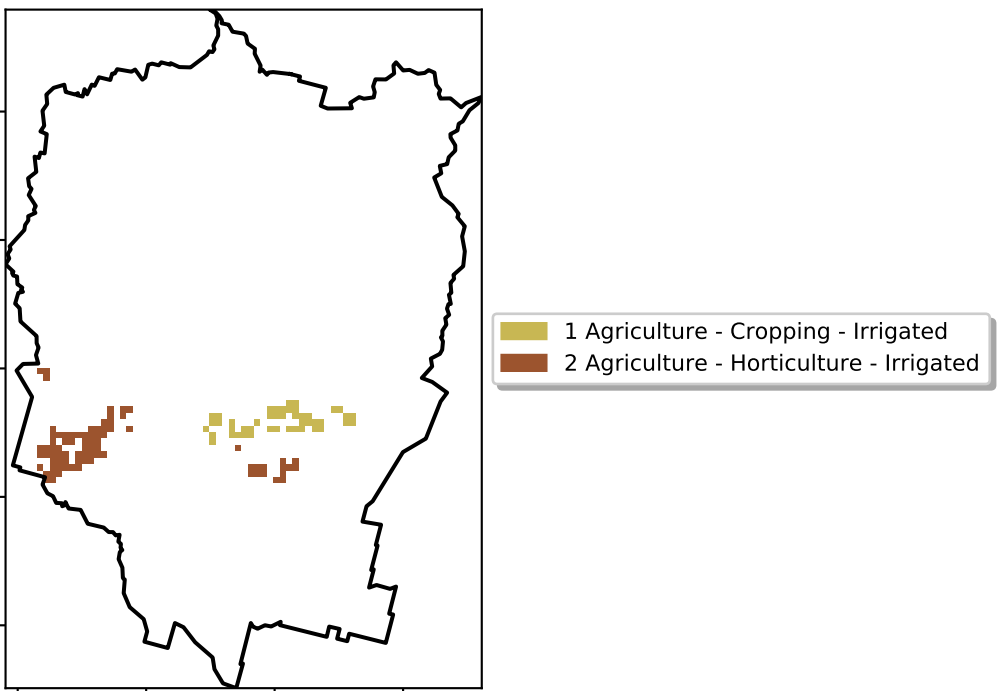 1 Agriculture - Cropping - Irrigated
2 Agriculture - Horticulture - Irrigated